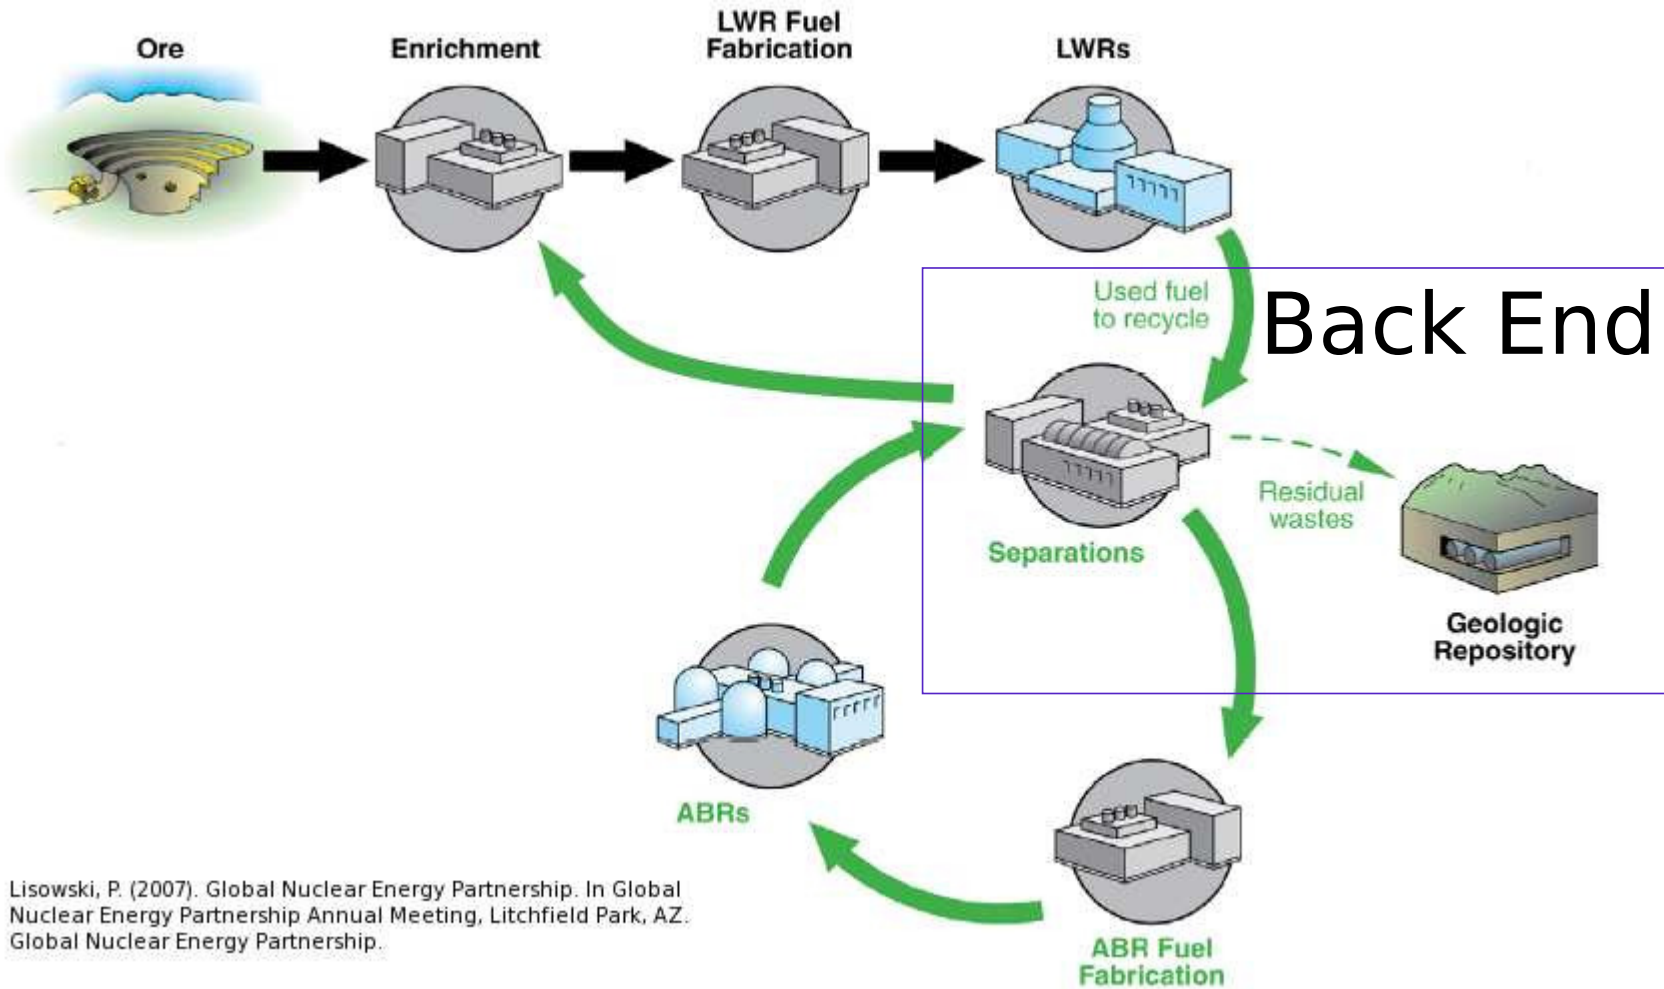 Ore
Enrichment
LWR Fuel
Fabrication
LWRs
Used fuel
to recycle
Back End
Separations
Residual
wastes
Geologic
Repository
ABRs
ABR Fuel
Fabrication
Lisowski, P. (2007). Global Nuclear Energy Partnership. In Global
Nuclear Energy Partnership Annual Meeting, Litchfield Park, AZ.
Global Nuclear Energy Partnership.